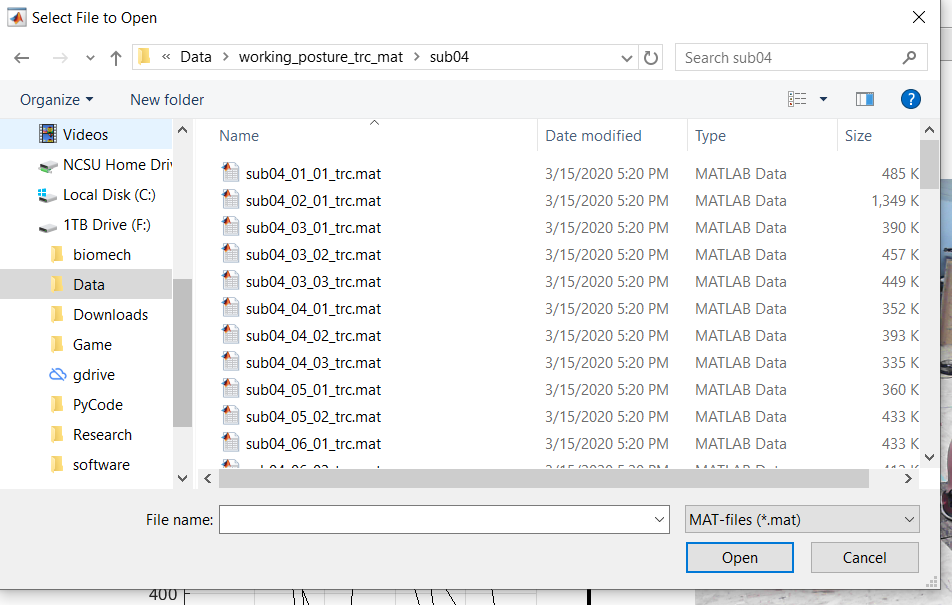 Select File to Open
« Data > working_posture_trc_mat > sub04
Search sub04
Organize
New folder
?
Name Date modified Type Size
Videos
NCSU Home Driv
Local Disk (C:)
1TB Drive (F:)
biomech
Data
Downloads
Game
gdrive
PyCode
Research
software
sub04_01_01_trc.mat 3/15/2020 5:20 PM MATLAB Data 485 K
sub04_02_01_trc.mat 3/15/2020 5:20 PM MATLAB Data 1,349 K
sub04_03_01_trc.mat 3/15/2020 5:20 PM MATLAB Data 390 K
sub04_03_02_trc.mat 3/15/2020 5:20 PM MATLAB Data 457 K
sub04_03_03_trc.mat 3/15/2020 5:20 PM MATLAB Data 449 K
sub04_04_01_trc.mat 3/15/2020 5:20 PM MATLAB Data 352 K
sub04_04_02_trc.mat 3/15/2020 5:20 PM MATLAB Data 393 K
sub04_04_03_trc.mat 3/15/2020 5:20 PM MATLAB Data 335 K
sub04_05_01_trc.mat 3/15/2020 5:20 PM MATLAB Data 360 K
sub04_05_02_trc.mat 3/15/2020 5:20 PM MATLAB Data 433 K
sub04_06_01_trc.mat 3/15/2020 5:20 PM MATLAB Data 433 K
File name:
MAT-files (*.mat)
Open
Cancel
400